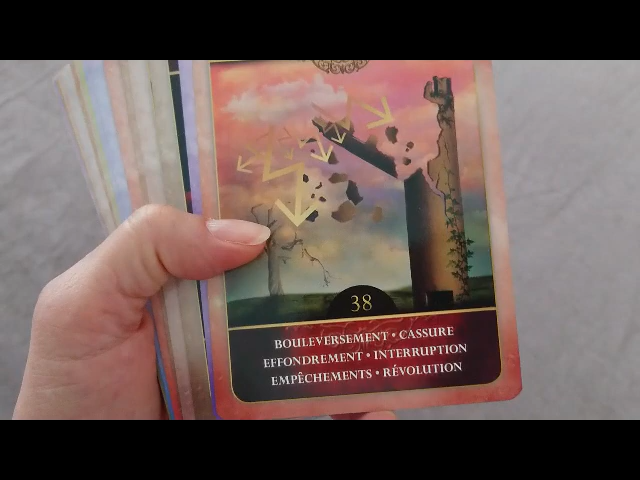 38
BOULEVERSEMENT • CASSURE
EFFONDREMENT • INTERRUPTION
EMPÊCHEMENTS • RÉVOLUTION